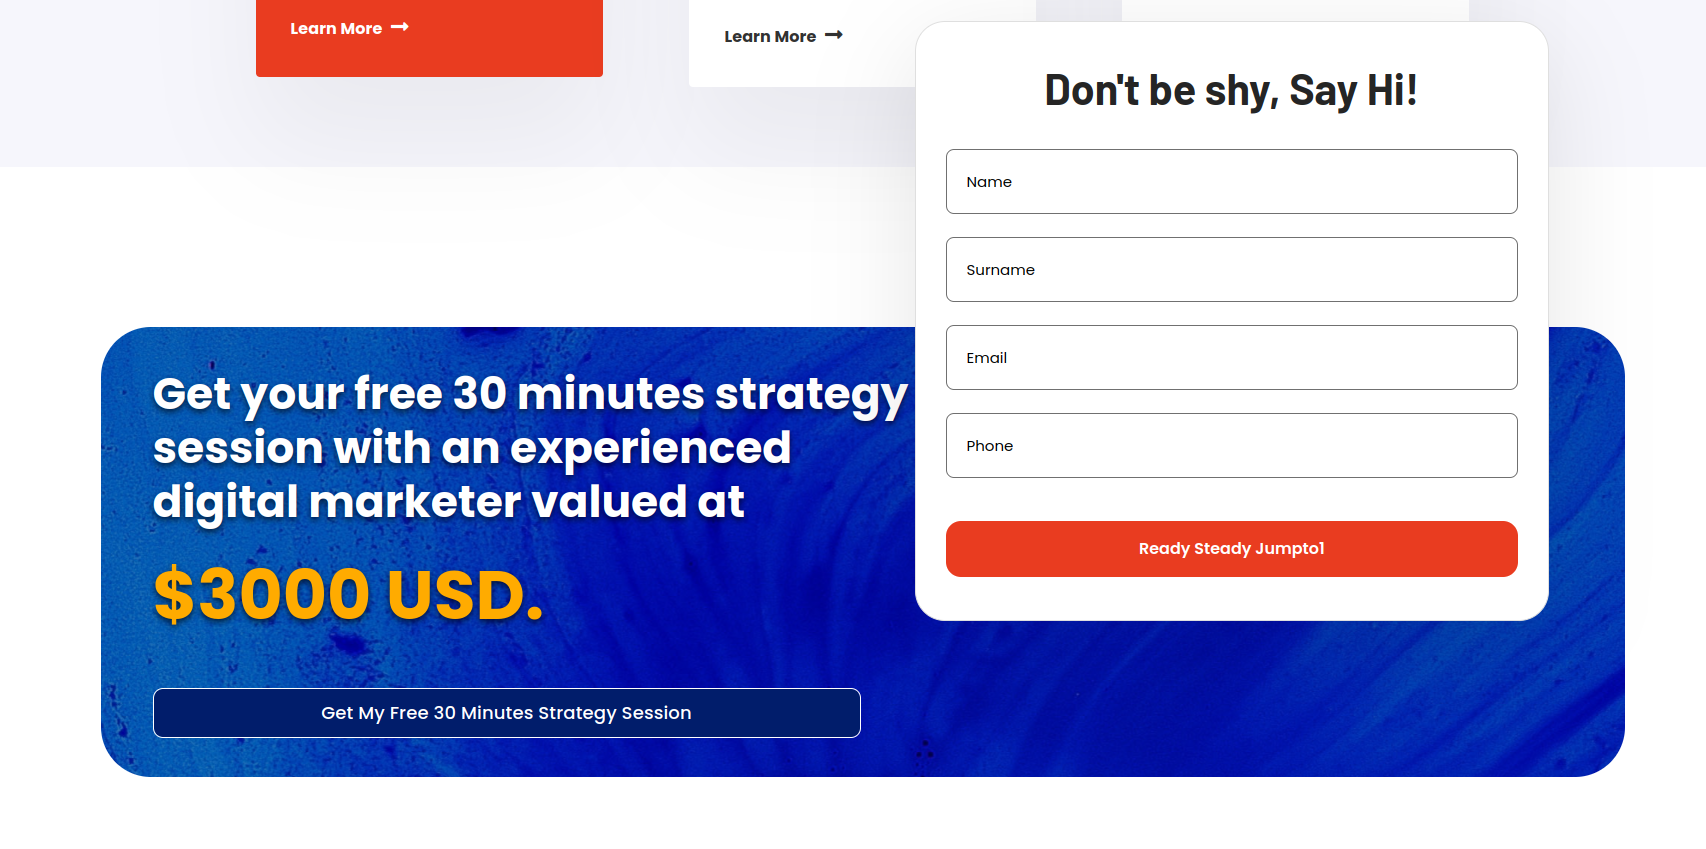 Learn More
Learn More
Don't be shy, Say Hi!
Name
Surname
Email
Phone
Ready Steady Jumpto1
Get your free 30 minutes strategy
session with an experienced
digital marketer valued at
$3000 USD.
Get My Free 30 Minutes Strategy Session